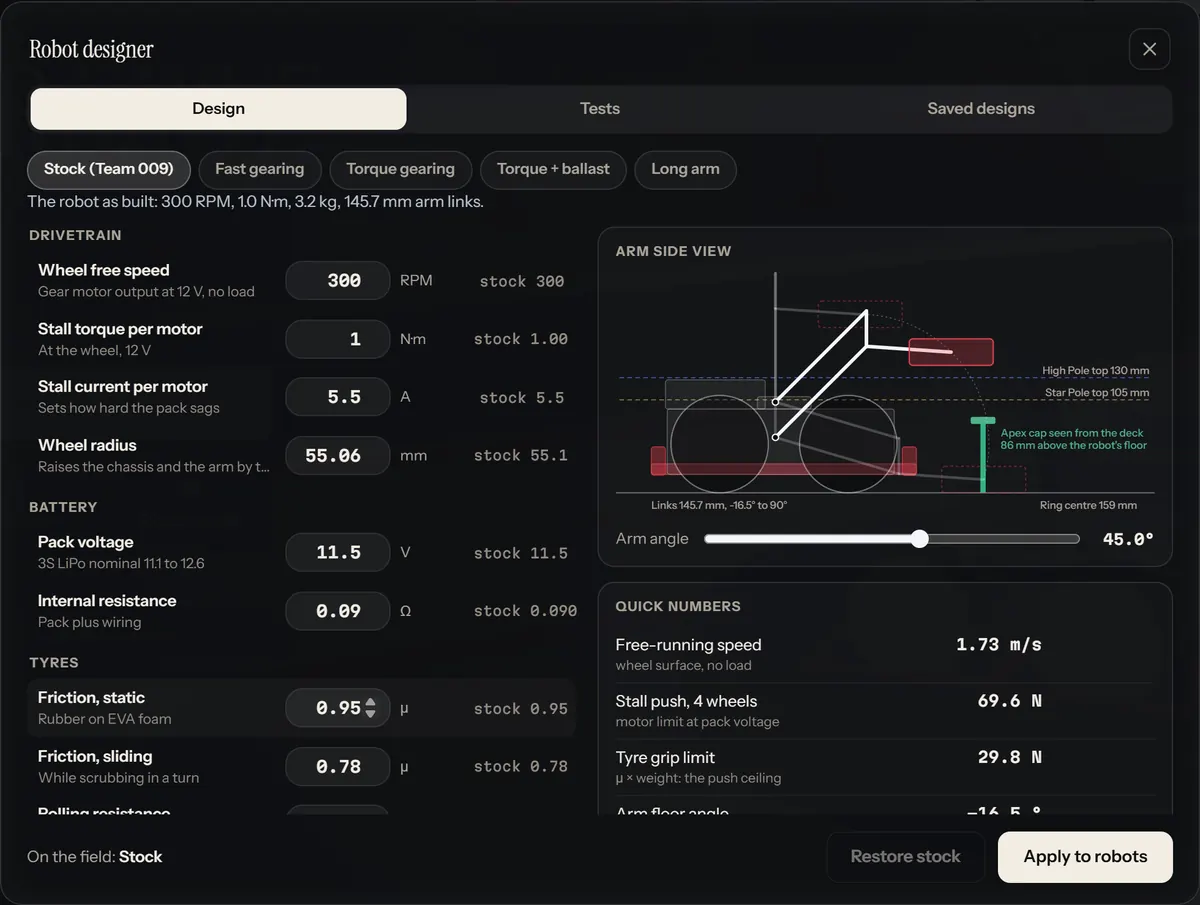 Robot designer
Design
Tests
Saved designs
Stock (Team 009)
Fast gearing
Torque gearing
Torque + ballast
Long arm
The robot as built: 300 RPM, 1.0 N·m, 3.2 kg, 145.7 mm arm links.
DRIVETRAIN
Wheel free speed
Gear motor output at 12 V, no load
300 RPM stock 300
Stall torque per motor
At the wheel, 12 V
1 N·m stock 1.00
Stall current per motor
Sets how hard the pack sags
5.5 A stock 5.5
Wheel radius
Raises the chassis and the arm by t...
55.06 mm stock 55.1
BATTERY
Pack voltage
3S LiPo nominal 11.1 to 12.6
11.5 V stock 11.5
Internal resistance
Pack plus wiring
0.09 Ω stock 0.090
TYRES
Friction, static
Rubber on EVA foam
0.95 μ stock 0.95
Friction, sliding
While scrubbing in a turn
0.78 μ stock 0.78
Rolling resistance
ARM SIDE VIEW
High Pole top 130 mm
Star Pole top 105 mm
Apex cap seen from the deck
86 mm above the robot's floor
Links 145.7 mm, -16.5° to 90°
Ring centre 159 mm
Arm angle
45.0°
QUICK NUMBERS
Free-running speed
wheel surface, no load
1.73 m/s
Stall push, 4 wheels
motor limit at pack voltage
69.6 N
Tyre grip limit
μ × weight: the push ceiling
29.8 N
Arm floor angle
-16.5 °
On the field: Stock
Restore stock
Apply to robots